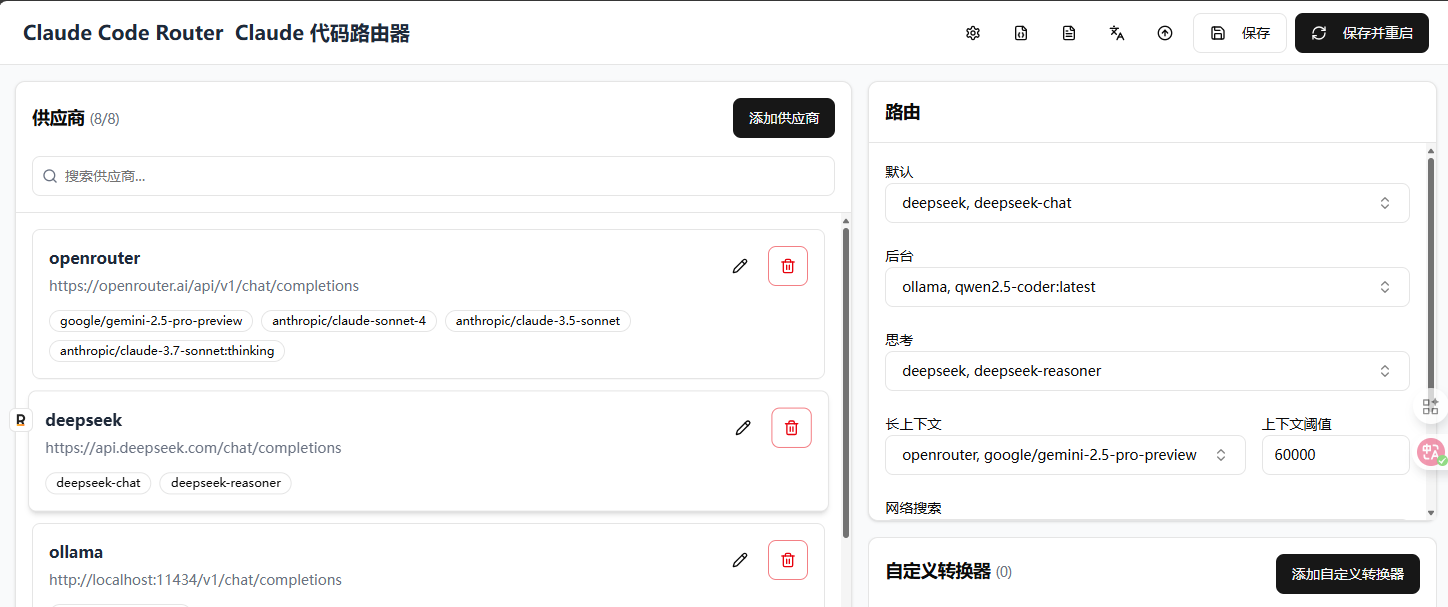 Claude Code Router Claude 代码路由器
保存
保存并重启
供应商 (8/8)
添加供应商
搜索供应商...
openrouter
https://openrouter.ai/api/v1/chat/completions
google/gemini-2.5-pro-preview anthropic/claude-sonnet-4 anthropic/claude-3.5-sonnet
anthropic/claude-3.7-sonnet:thinking
R
deepseek
https://api.deepseek.com/chat/completions
deepseek-chat deepseek-reasoner
ollama
http://localhost:11434/v1/chat/completions
路由
默认
deepseek, deepseek-chat
后台
ollama, qwen2.5-coder:latest
思考
deepseek, deepseek-reasoner
长上下文 上下文阈值
openrouter, google/gemini-2.5-pro-preview 60000
网络搜索
自定义转换器 (0)
添加自定义转换器